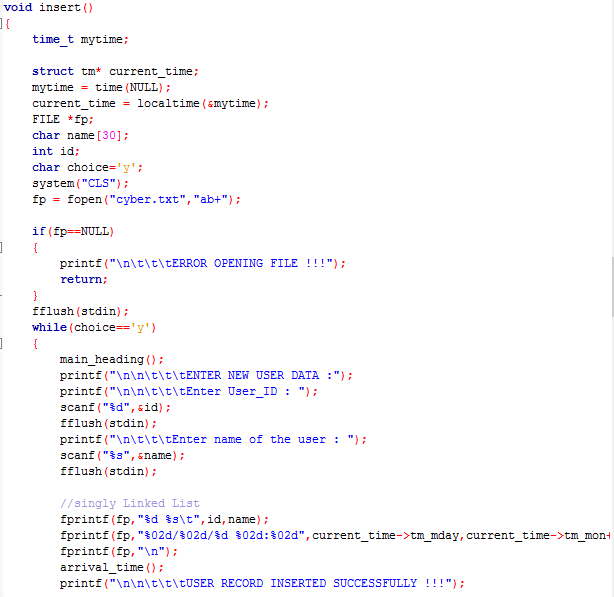 void insert()
{
time_t mytime;
struct tm* current_time;
mytime = time(NULL);
current_time = localtime(&mytime);
FILE *fp;
char name[30];
int id;
char choice='y';
system("CLS");
fp = fopen("cyber.txt","ab+");
if(fp==NULL)
{
printf("\n\t\t\tERROR OPENING FILE !!!");
return;
}
fflush(stdin);
while(choice=='y')
{
main_heading();
printf("\n\n\t\t\tENTER NEW USER DATA :");
printf("\n\n\t\t\tEnter User_ID : ");
scanf("%d",&id);
fflush(stdin);
printf("\n\t\t\tEnter name of the user : ");
scanf("%s",&name);
fflush(stdin);
//singly Linked List
fprintf(fp,"%d %s\t",id,name);
fprintf(fp,"%02d/%02d/%d %02d:%02d",current_time->tm_mday,current_time->tm_mon+
fprintf(fp,"\n");
arrival_time();
printf("\n\n\t\t\tUSER RECORD INSERTED SUCCESSFULLY !!!");